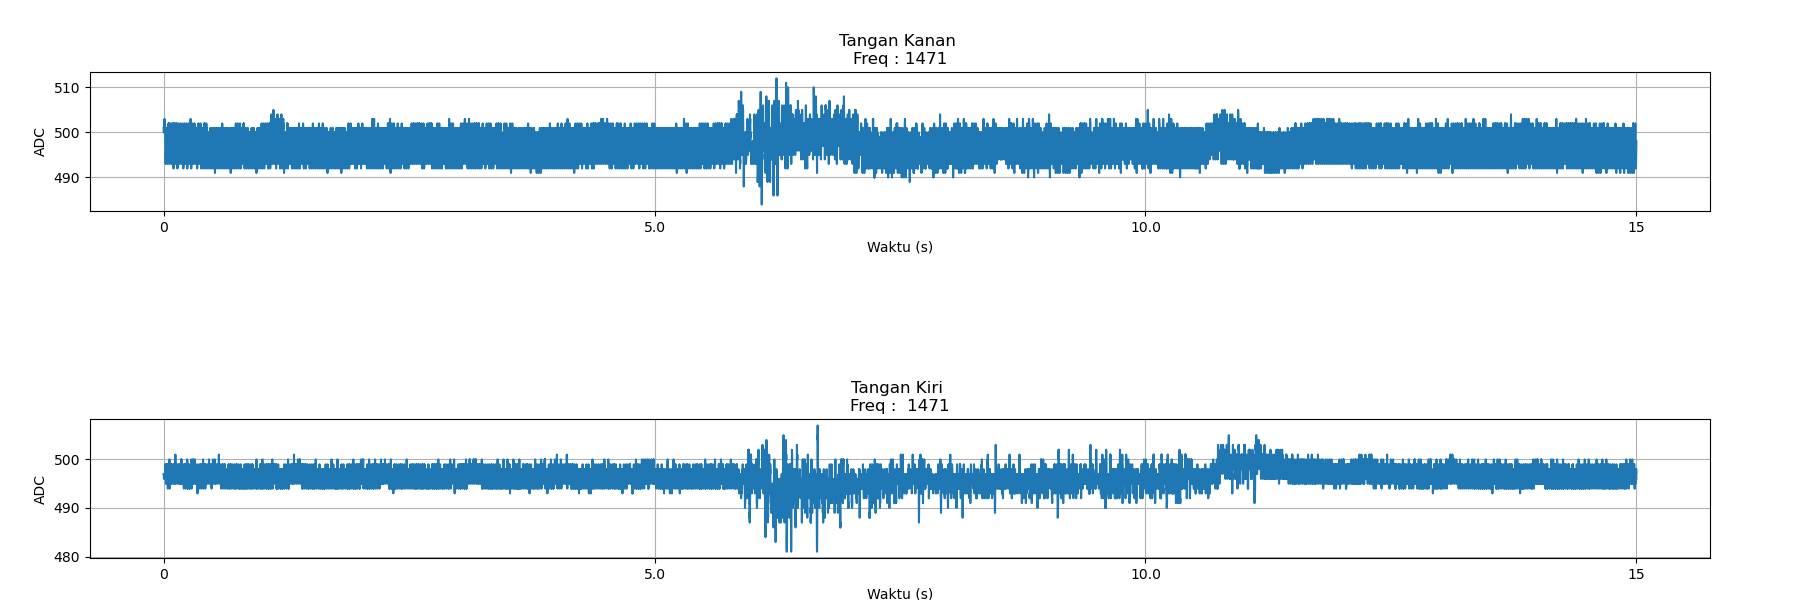 Tangan Kanan
Freq : 1471
510
500
490
ADC
0 5.0 10.0 15
Waktu (s)
Tangan Kiri
Freq :  1471
500
490
480
ADC
0 5.0 10.0 15
Waktu (s)